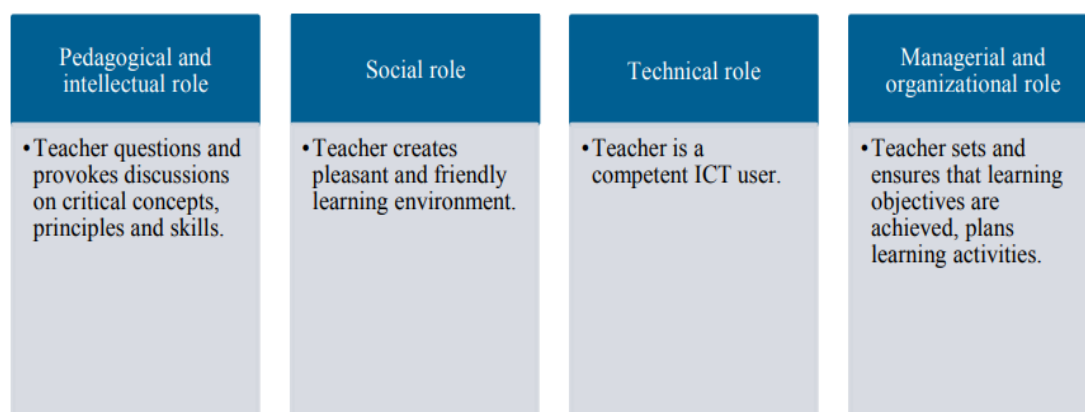 Pedagogical and
intellectual role
•Teacher questions and
provokes discussions
on critical concepts,
principles and skills.
Social role
•Teacher creates
pleasant and friendly
learning environment.
Technical role
•Teacher is a
competent ICT user.
Managerial and
organizational role
•Teacher sets and
ensures that learning
objectives are
achieved, plans
learning activities.